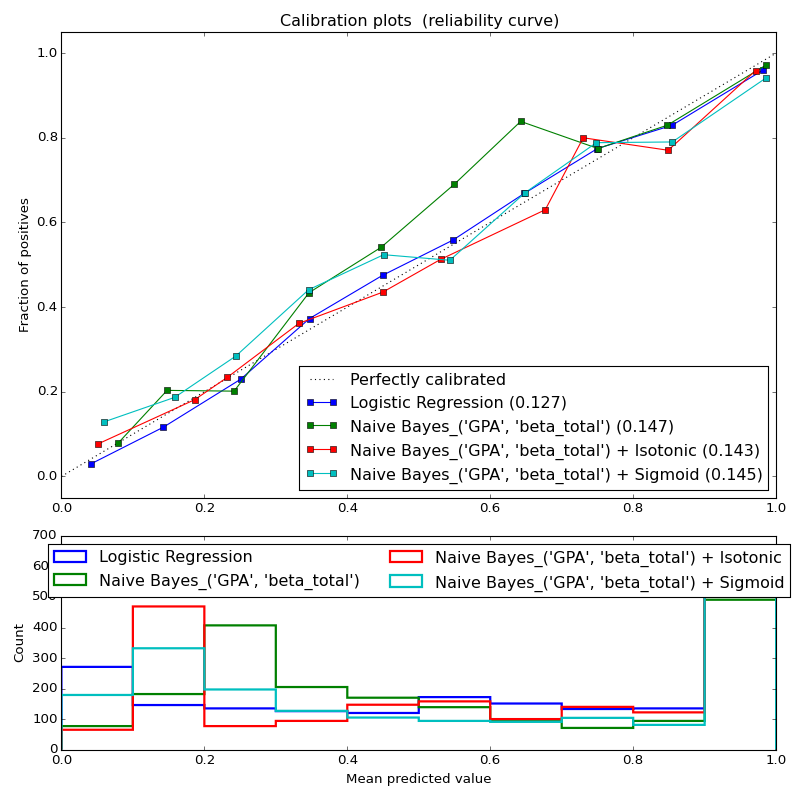 Calibration plots (reliability curve)
1.0
0.8
0.6
0.4
0.2
0.0
Fraction of positives
Perfectly calibrated
Logistic Regression (0.127)
Naive Bayes_('GPA', 'beta_total') (0.147)
Naive Bayes_('GPA', 'beta_total') + Isotonic (0.143)
Naive Bayes_('GPA', 'beta_total') + Sigmoid (0.145)
0.0 0.2 0.4 0.6 0.8 1.0
700
Logistic Regression
Naive Bayes_('GPA', 'beta_total')
Naive Bayes_('GPA', 'beta_total') + Isotonic
Naive Bayes_('GPA', 'beta_total') + Sigmoid
400
300
200
100
0
Count
0.0 0.2 0.4 0.6 0.8 1.0
Mean predicted value